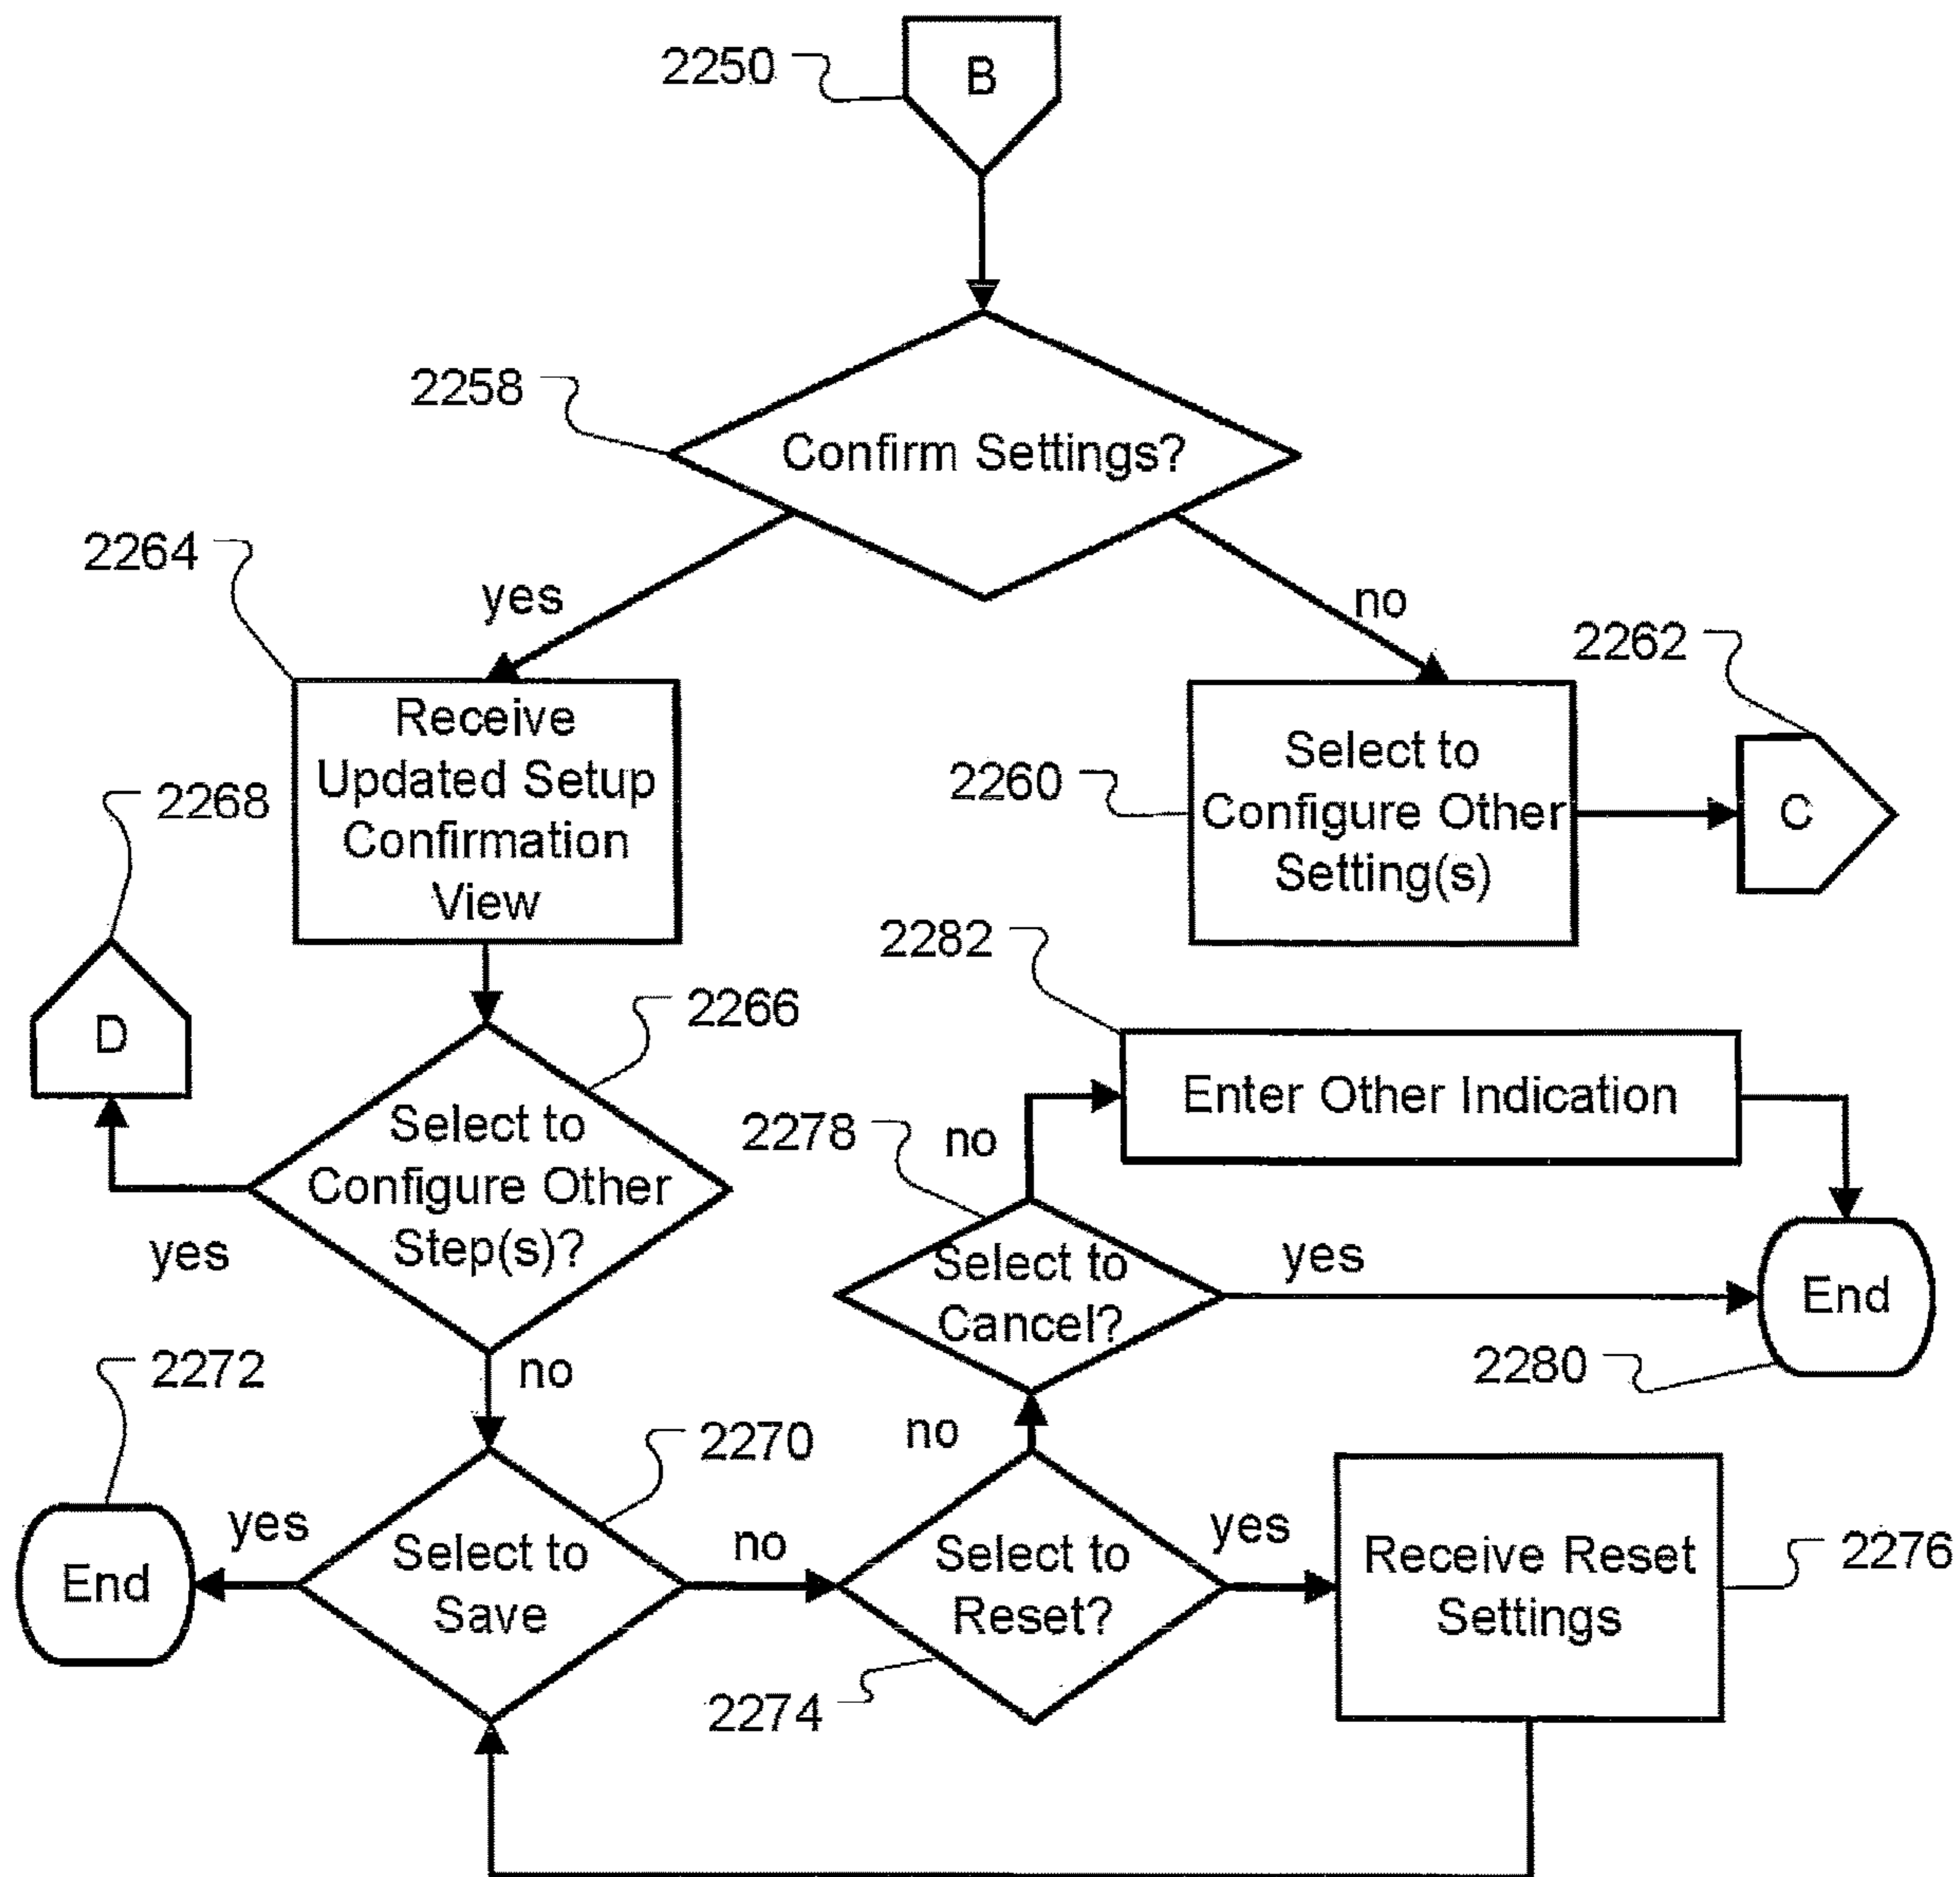 B
2250
2258
Confirm Settings?
2264
yes
no
2262
Receive
Updated Setup
Confirmation
View
Select to
Configure Other
Setting(s)
2260
C
2268
2282
D
2266
Select to
Configure Other
Step(s)?
yes
no
2278
no
Enter Other Indication
Select to
Cancel?
yes
End
2280
2272
2270
no
End
yes
Select to
Save
no
Select to
Reset?
yes
Receive Reset
Settings
2276
2274